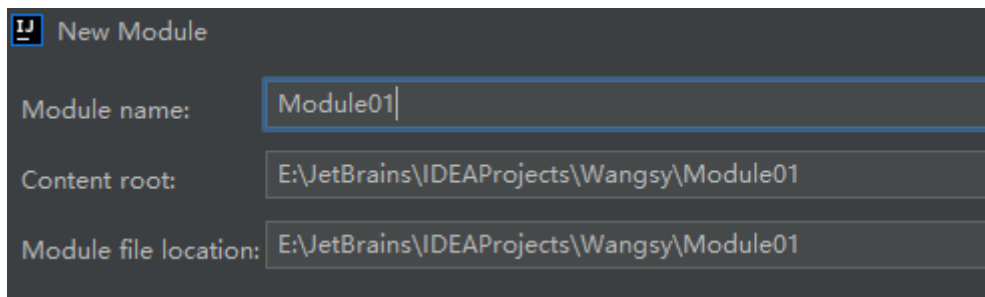 IJ New Module
Module name: Module01
Content root: E:\JetBrains\IDEAProjects\Wangsy\Module01
Module file location: E:\JetBrains\IDEAProjects\Wangsy\Module01